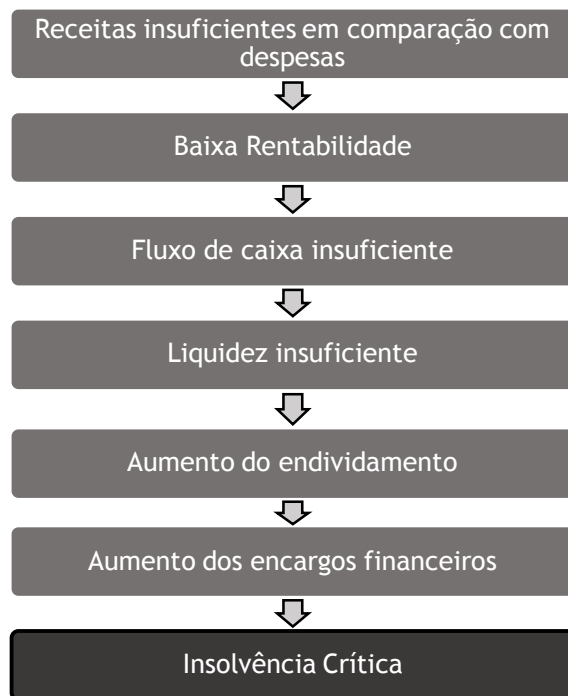 Receitas insuficientes em comparação com
despesas
Baixa Rentabilidade
Fluxo de caixa insuficiente
Liquidez insuficiente
Aumento do endividamento
Aumento dos encargos financeiros
Insolvência Crítica